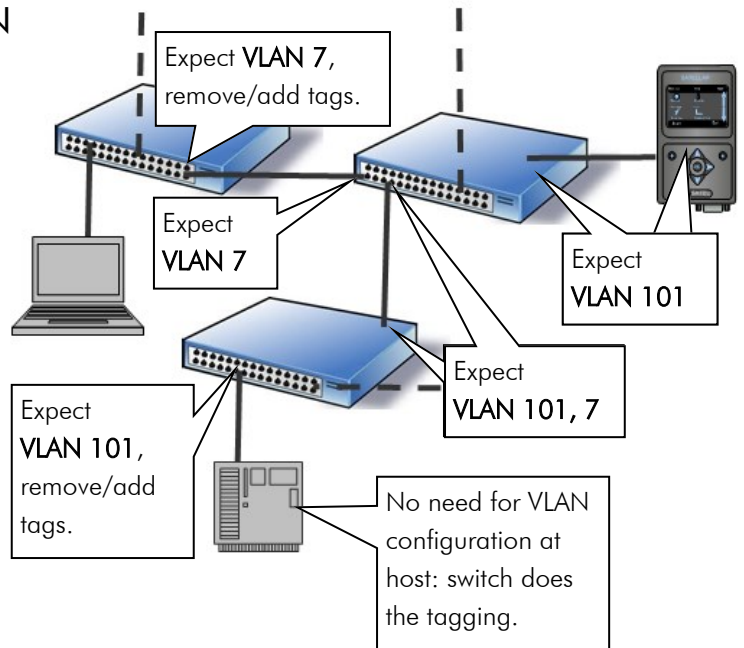 N
Expect VLAN 7,
remove/add tags.
Expect
VLAN 7
Expect
VLAN 101
Expect
VLAN 101, 7
Expect
VLAN 101,
remove/add
tags.
No need for VLAN
configuration at
host: switch does
the tagging.